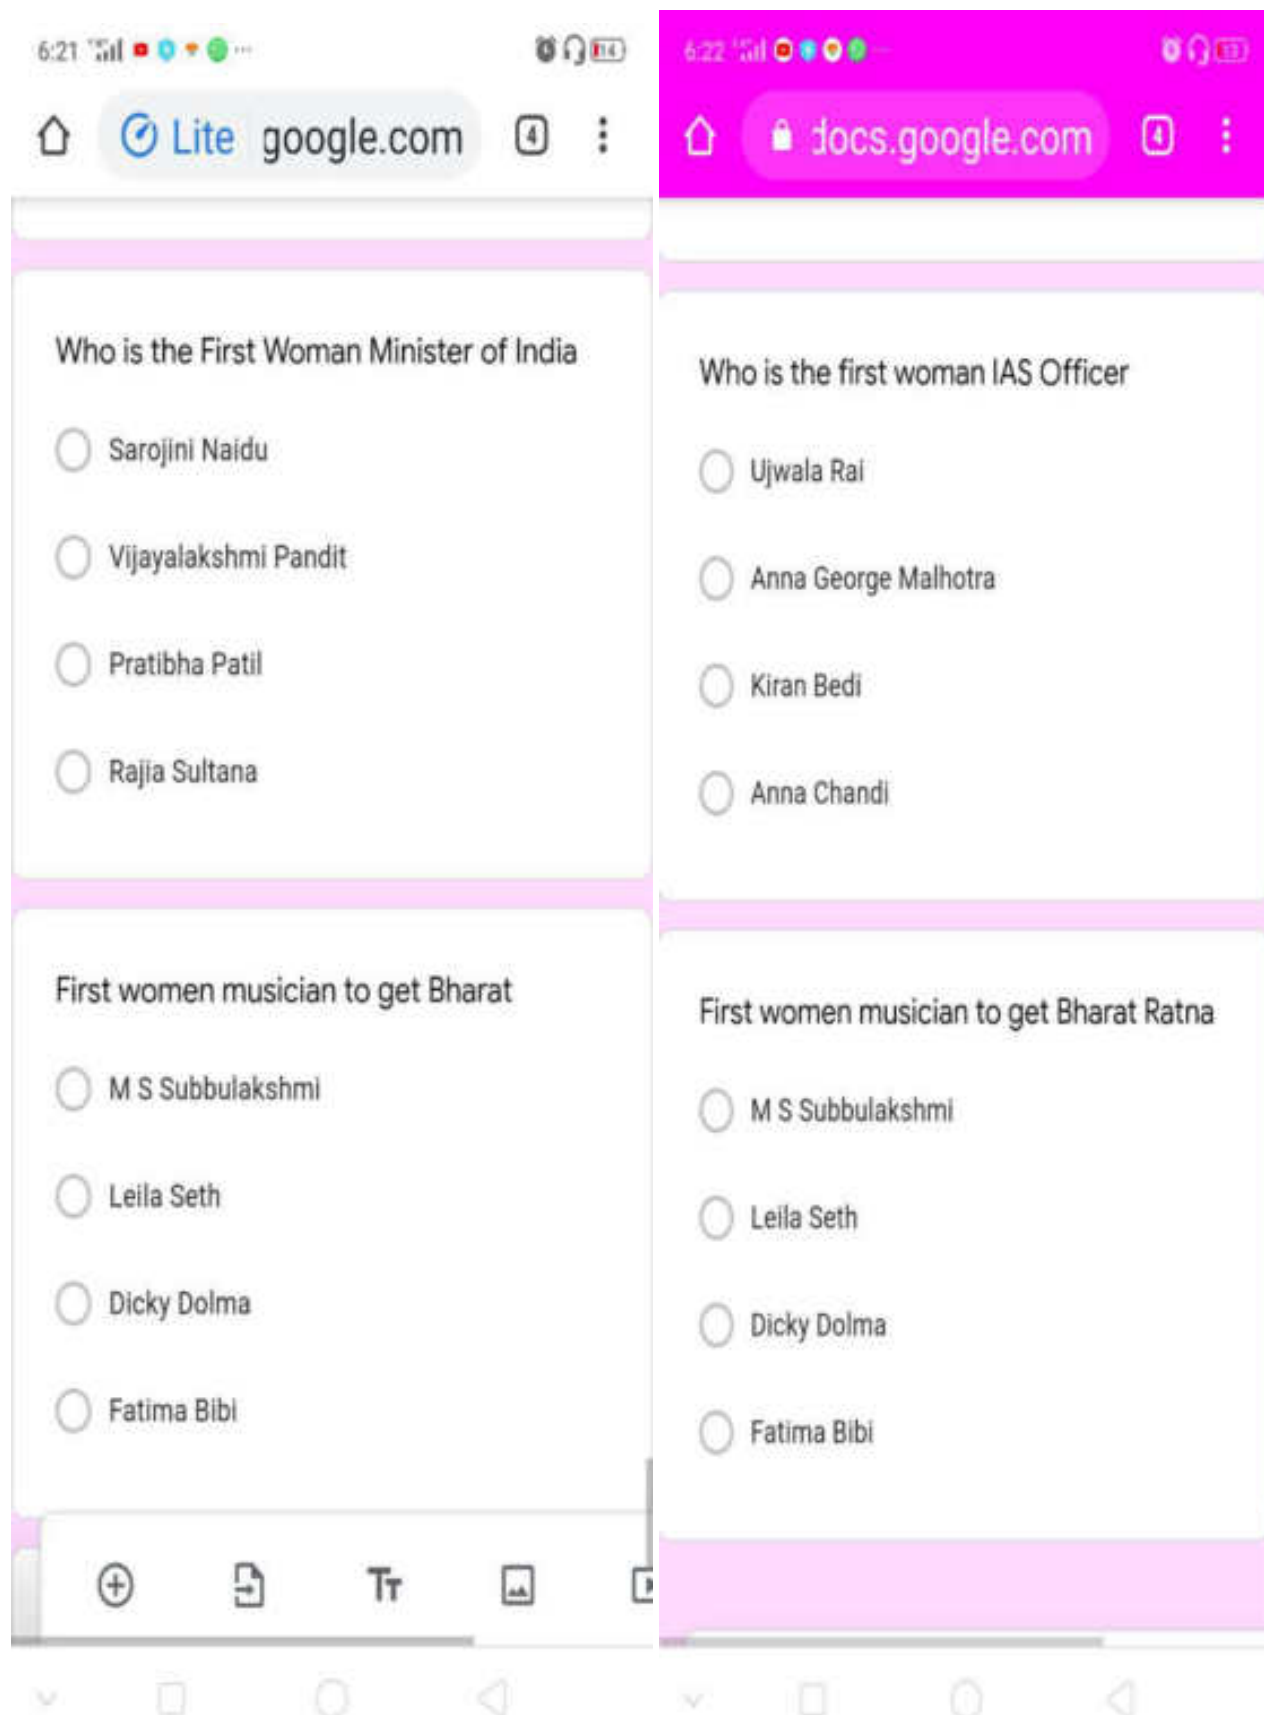 6:21
14
Lite google.com
4
Who is the First Woman Minister of India
Sarojini Naidu
Vijayalakshmi Pandit
Pratibha Patil
Rajia Sultana
First women musician to get Bharat
M S Subbulakshmi
Leila Seth
Dicky Dolma
Fatima Bibi
Tт
6:22
13
docs.google.com
4
Who is the first woman IAS Officer
Ujwala Rai
Anna George Malhotra
Kiran Bedi
Anna Chandi
First women musician to get Bharat Ratna
M S Subbulakshmi
Leila Seth
Dicky Dolma
Fatima Bibi